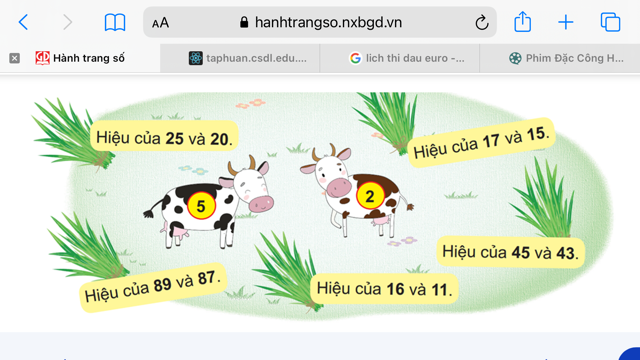 AA hanhtrangso.nxbgd.vn
Hành trang số
taphuan.csdl.edu....
lich thi dau euro -...
Phim Đặc Công H...
Hiệu của 25 và 20.
Hiệu của 17 và 15.
5
2
Hiệu của 45 và 43.
Hiệu của 89 và 87.
Hiệu của 16 và 11.